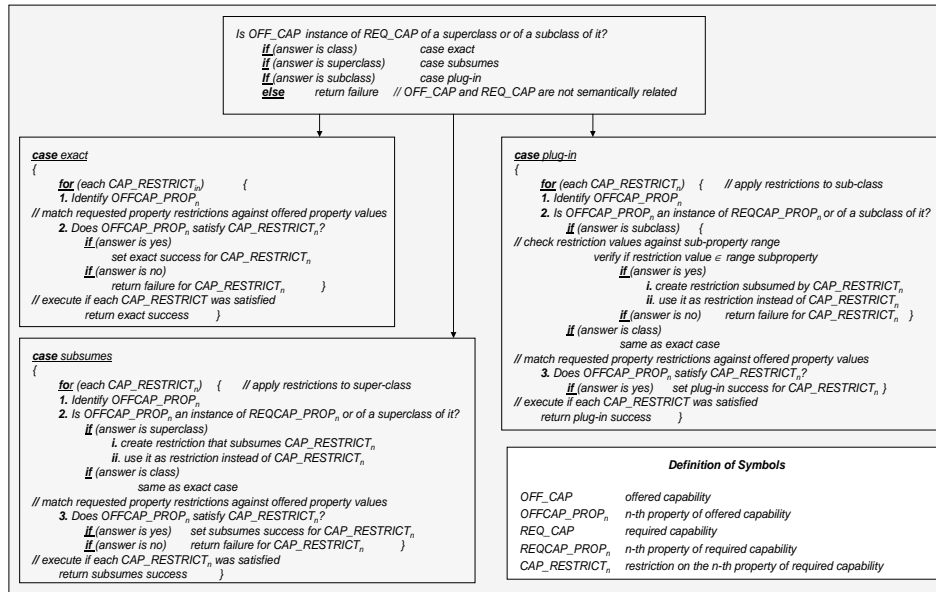 Is OFF_CAP instance of REQ_CAP of a superclass or of a subclass of it?
if (answer is class) case exact
if (answer is superclass) case subsumes
If (answer is subclass) case plug-in
else return failure // OFF_CAP and REQ_CAP are not semantically related
case exact
{
for (each CAP_RESTRICTin) {
1. Identify OFFCAP_PROPn
// match requested property restrictions against offered property values
2. Does OFFCAP_PROPn satisfy CAP_RESTRICTn?
if (answer is yes)
set exact success for CAP_RESTRICTn
if (answer is no)
return failure for CAP_RESTRICTn }
// execute if each CAP_RESTRICT was satisfied
return exact success }
case subsumes
{
for (each CAP_RESTRICTn) { // apply restrictions to super-class
1. Identify OFFCAP_PROPn
2. Is OFFCAP_PROPn an instance of REQCAP_PROPn or of a superclass of it?
if (answer is superclass)
i. create restriction that subsumes CAP_RESTRICTn
ii. use it as restriction instead of CAP_RESTRICTn
if (answer is class)
same as exact case
// match requested property restrictions against offered property values
3. Does OFFCAP_PROPn satisfy CAP_RESTRICTn?
if (answer is yes) set subsumes success for CAP_RESTRICTn
if (answer is no) return failure for CAP_RESTRICTn }
// execute if each CAP_RESTRICTn was satisfied
return subsumes success }
case plug-in
{
for (each CAP_RESTRICTn) { // apply restrictions to sub-class
1. Identify OFFCAP_PROPn
2. Is OFFCAP_PROPn an instance of REQCAP_PROPn or of a subclass of it?
if (answer is subclass) {
// check restriction values against sub-property range
verify if restriction value ∈ range subproperty
if (answer is yes)
i. create restriction subsumed by CAP_RESTRICTn
ii. use it as restriction instead of CAP_RESTRICTn
if (answer is no) return failure for CAP_RESTRICTn }
if (answer is class)
same as exact case
// match requested property restrictions against offered property values
3. Does OFFCAP_PROPn satisfy CAP_RESTRICTn?
if (answer is yes) set plug-in success for CAP_RESTRICTn }
// execute if each CAP_RESTRICT was satisfied
return plug-in success }
Definition of Symbols
OFF_CAP offered capability
OFFCAP_PROPn n-th property of offered capability
REQ_CAP required capability
REQCAP_PROPn n-th property of required capability
CAP_RESTRICTn restriction on the n-th property of required capability